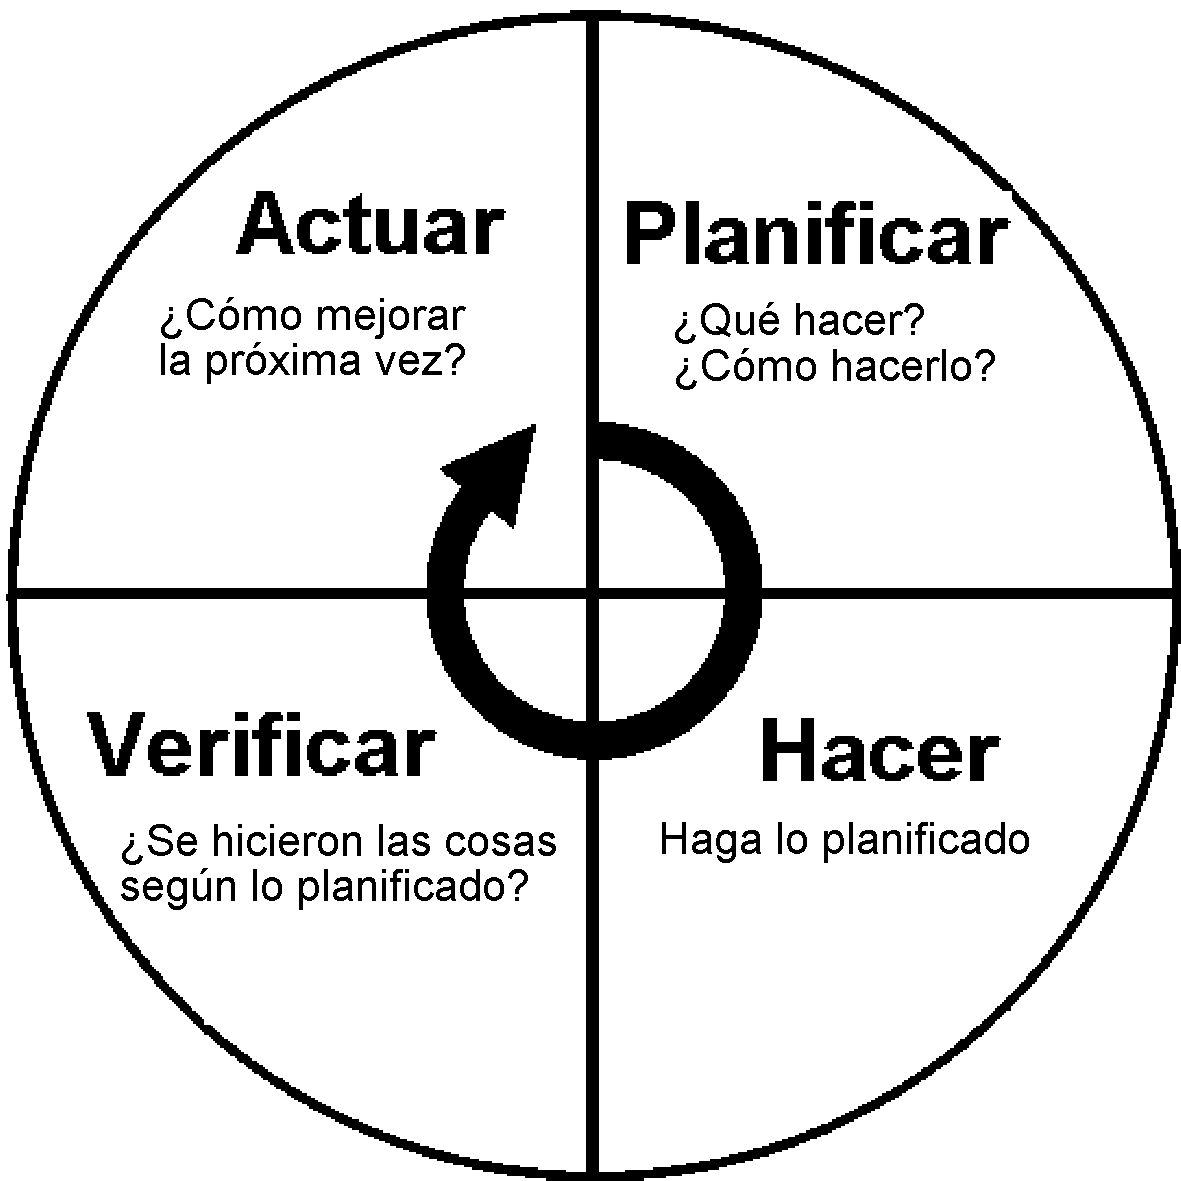 Actuar
¿Cómo mejorar
la próxima vez?
Planificar
¿Qué hacer?
¿Cómo hacerlo?
Verificar
¿Se hicieron las cosas
según lo planificado?
Hacer
Haga lo planificado